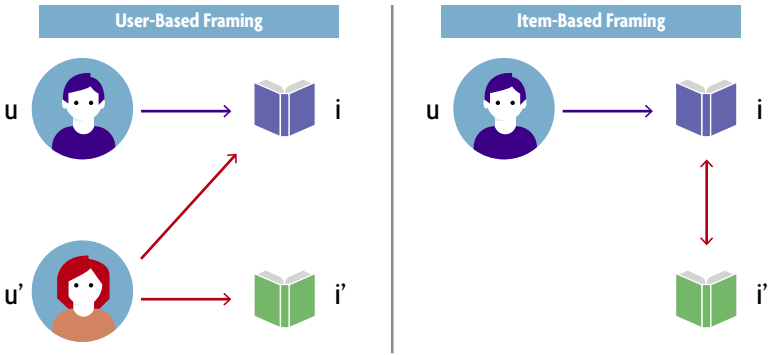 User-Based Framing
u
i
u’
i’
Item-Based Framing
u
i
i’